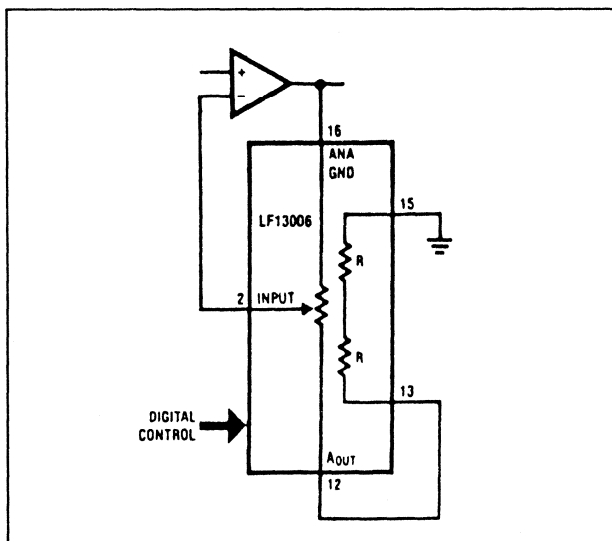 +
−
16
ANA
GND
15
LF13006
R
2 INPUT
R
13
DIGITAL
CONTROL
AOUT
12